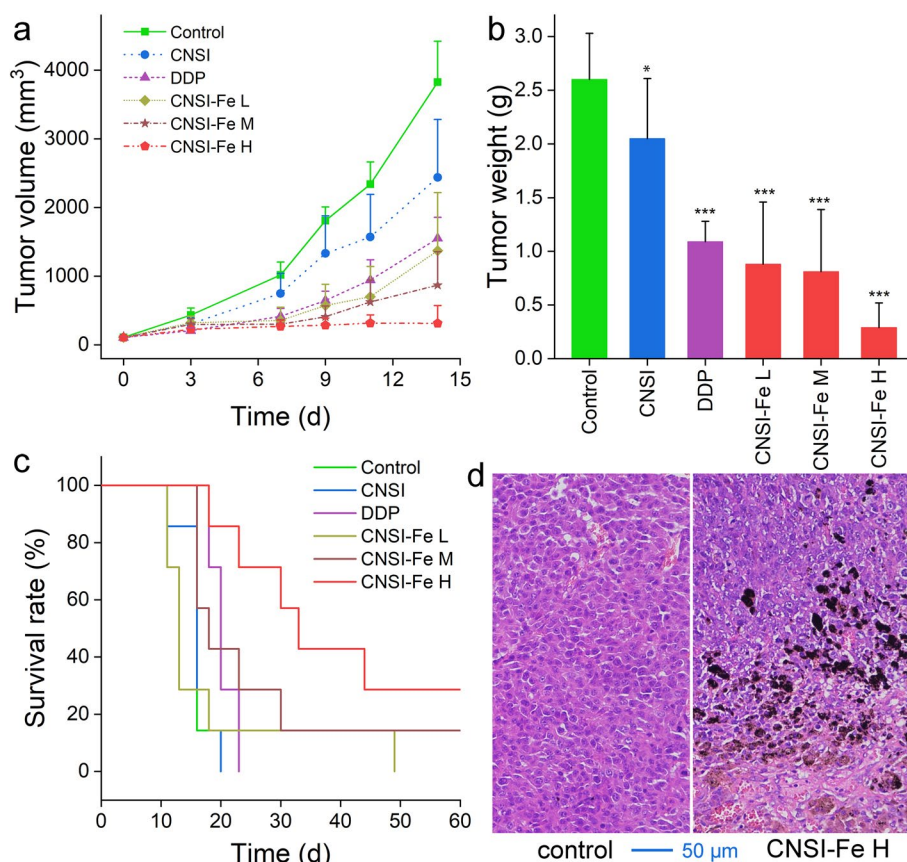 a
Control
CNSI
DDP
CNSI-Fe L
CNSI-Fe M
CNSI-Fe H
Tumor volume (mm³)
4000
3000
2000
1000
0
0 3 6 9 12 15
Time (d)
b
Tumor weight (g)
3.0
2.5
2.0
1.5
1.0
0.5
0.0
*
***
***
***
***
Control
CNSI
DDP
CNSI-Fe L
CNSI-Fe M
CNSI-Fe H
c
Control
CNSI
DDP
CNSI-Fe L
CNSI-Fe M
CNSI-Fe H
Survival rate (%)
100
80
60
40
20
0
0 10 20 30 40 50 60
Time (d)
d
control
50 µm
CNSI-Fe H